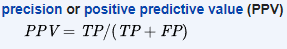 precision or positive predictive value (PPV)
PPV = TP/(TP + FP)